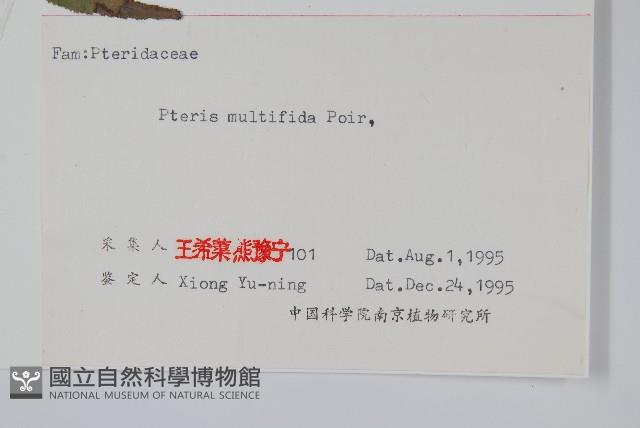 Fam:Pteridaceae
Pteris multifida Poir,
采集人 王希蕖 熊豫宁 101 Dat.Aug.1,1995
鉴定人 Xiong Yu-ning Dat.Dec.24,1995
中国科学院南京植物研究所
國立自然科學博物館
NATIONAL MUSEUM OF NATURAL SCIENCE